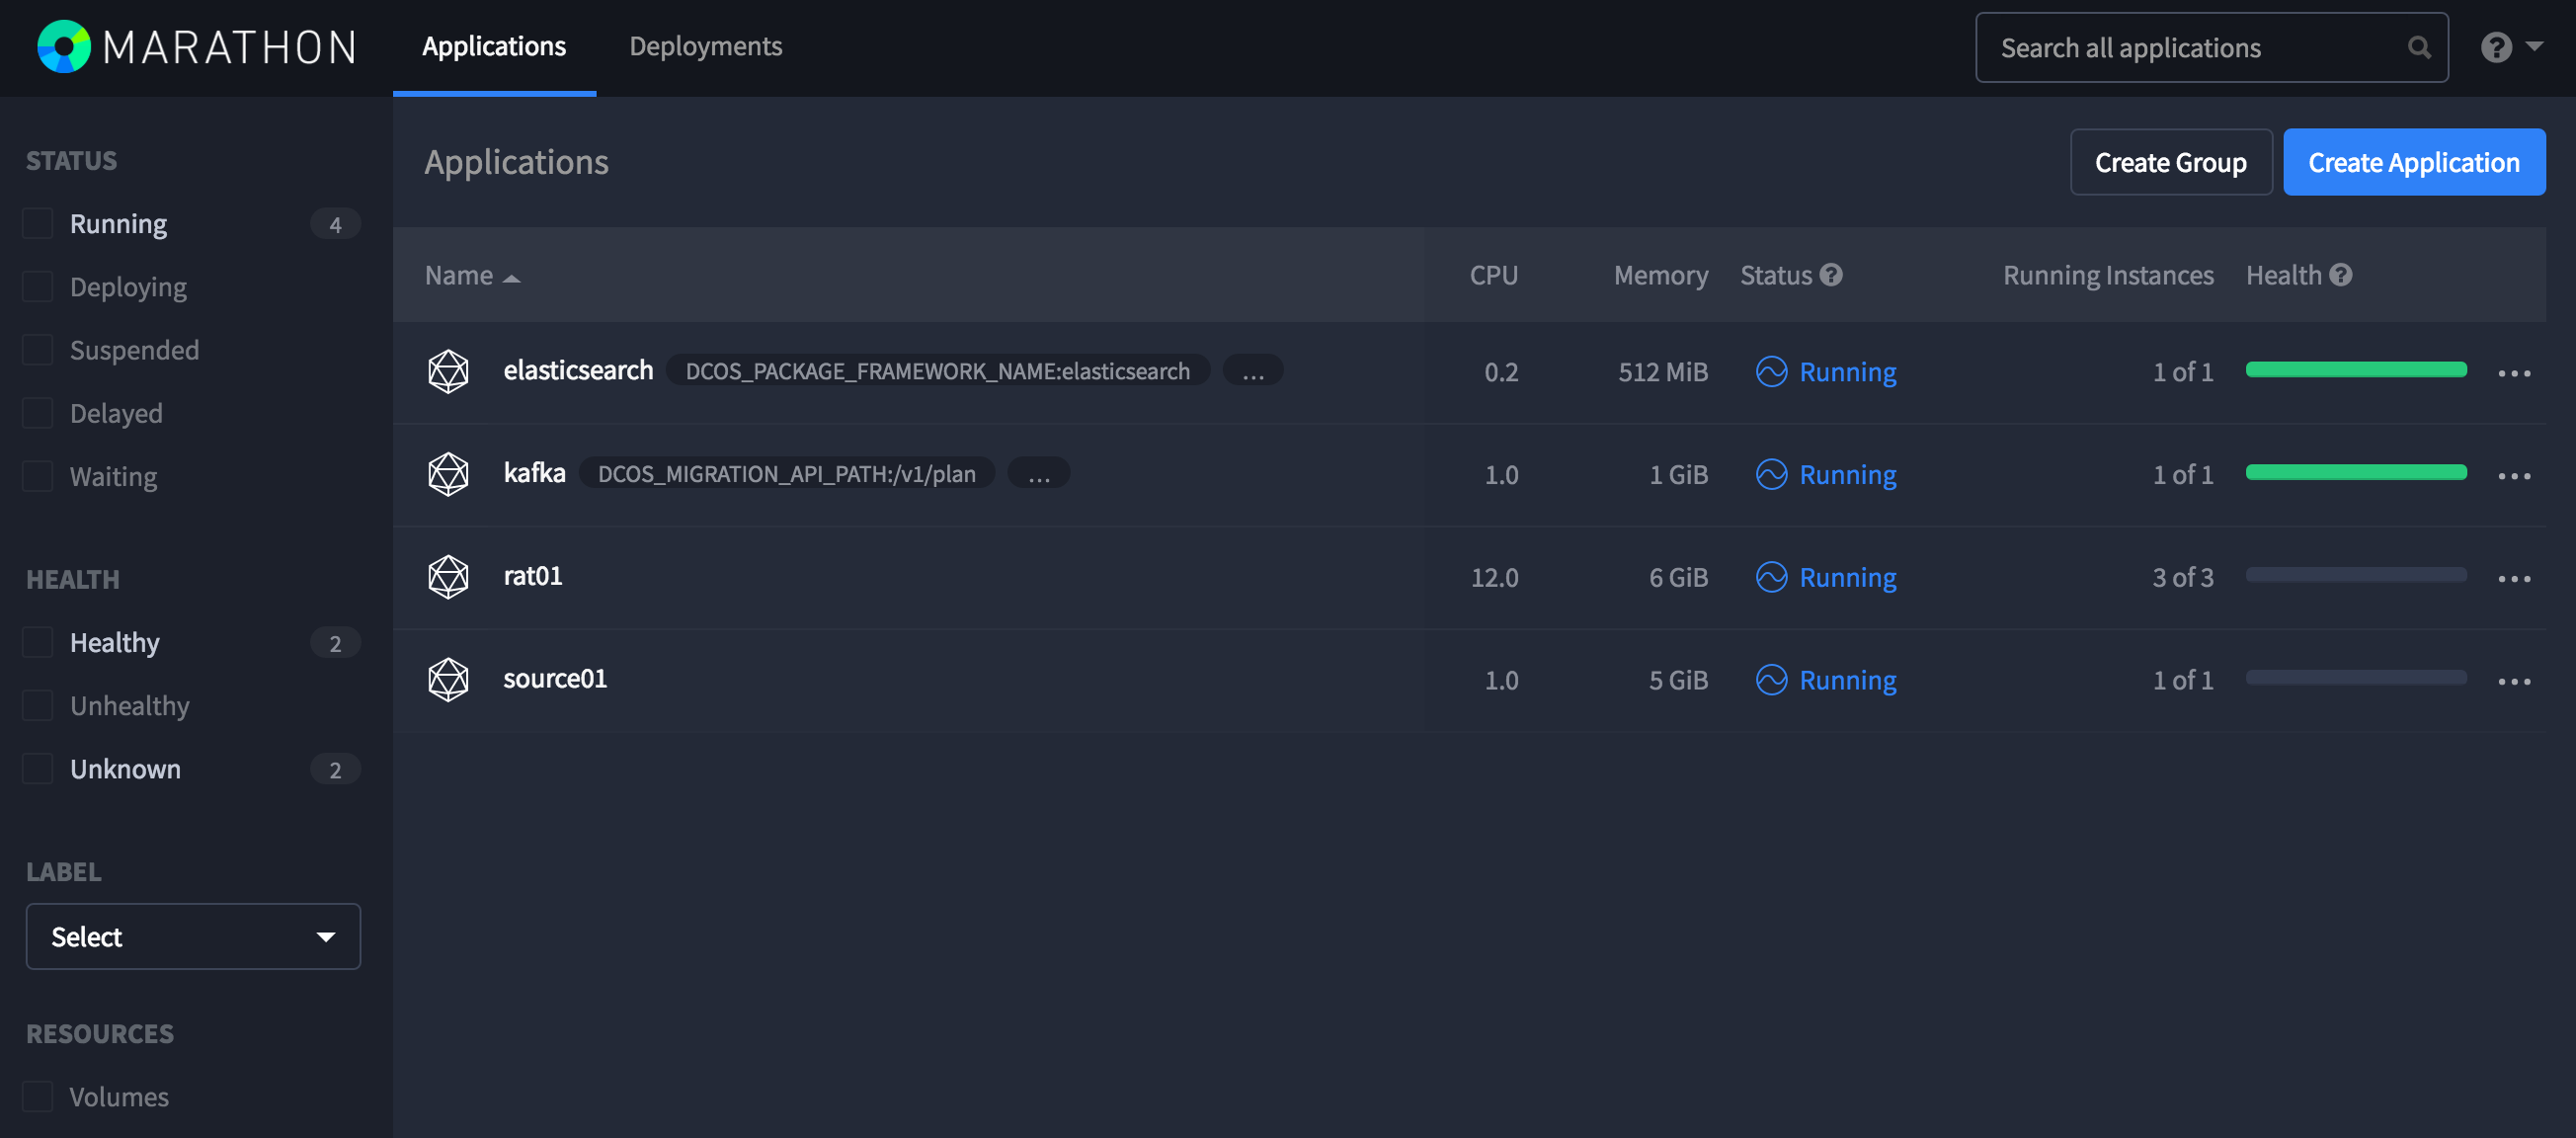 MARATHON Applications Deployments Search all applications
STATUS
Running 4
Deploying
Suspended
Delayed
Waiting
HEALTH
Healthy 2
Unhealthy
Unknown 2
LABEL
Select
RESOURCES
Volumes
Applications Create Group Create Application
Name CPU Memory Status ? Running Instances Health ?
elasticsearch DCOS_PACKAGE_FRAMEWORK_NAME:elasticsearch ... 0.2 512 MiB Running 1 of 1
kafka DCOS_MIGRATION_API_PATH:/v1/plan ... 1.0 1 GiB Running 1 of 1
rat01 12.0 6 GiB Running 3 of 3
source01 1.0 5 GiB Running 1 of 1